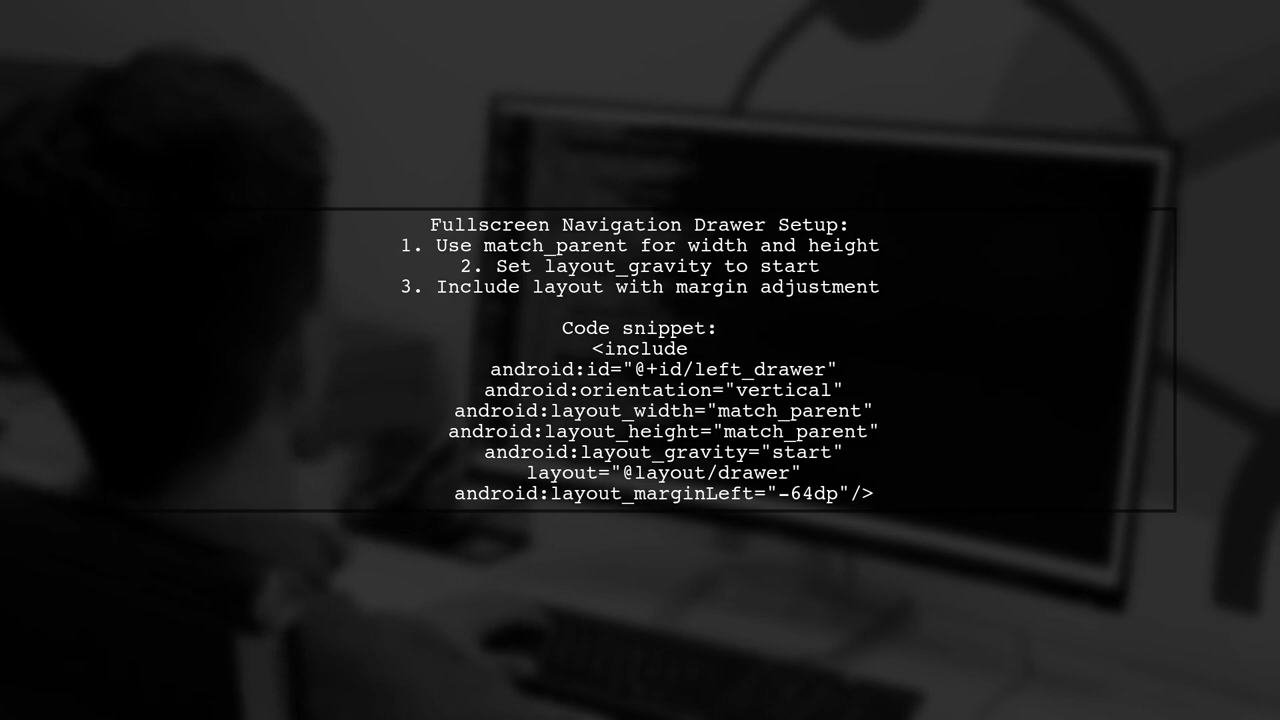 Fullscreen Navigation Drawer Setup:
1. Use match_parent for width and height
2. Set layout_gravity to start
3. Include layout with margin adjustment
Code snippet:
<include
android:id="@+id/left_drawer"
android:orientation="vertical"
android:layout_width="match_parent"
android:layout_height="match_parent"
android:layout_gravity="start"
layout="@layout/drawer"
android:layout_marginLeft="-64dp"/>